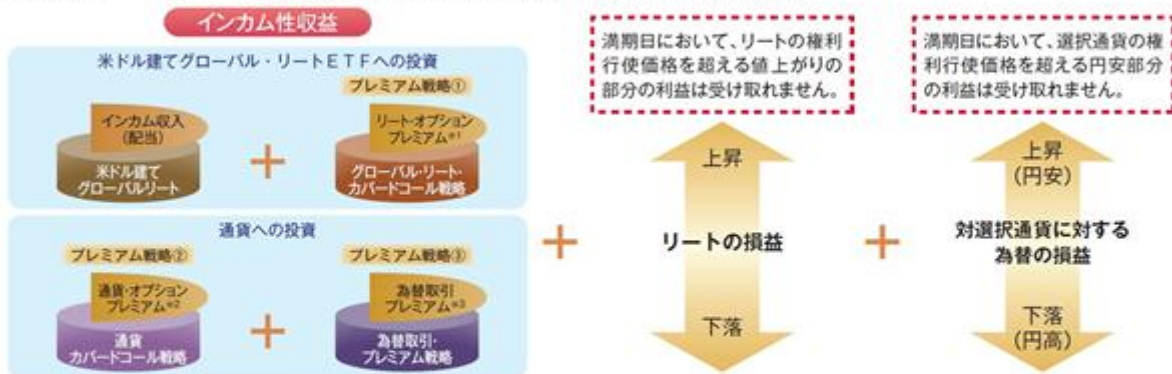 インカム性収益
米ドル建てグローバル・リートETFへの投資
プレミアム戦略①
インカム収入
(配当)
リート・オプション
プレミアム※1
米ドル建て
グローバルリート
+
グローバル・リート・
カバードコール戦略
通貨への投資
プレミアム戦略②
プレミアム戦略③
通貨・オプション
プレミアム※2
為替取引
プレミアム※3
通貨
カバードコール戦略
+
為替取引・
プレミアム戦略
+
満期日において、リートの権利
行使価格を超える値上がりの
部分の利益は受け取れません。
上昇
リートの損益
下落
+
満期日において、選択通貨の権
利行使価格を超える円安部分
の利益は受け取れません。
上昇
(円安)
対選択通貨に対する
為替の損益
下落
(円高)